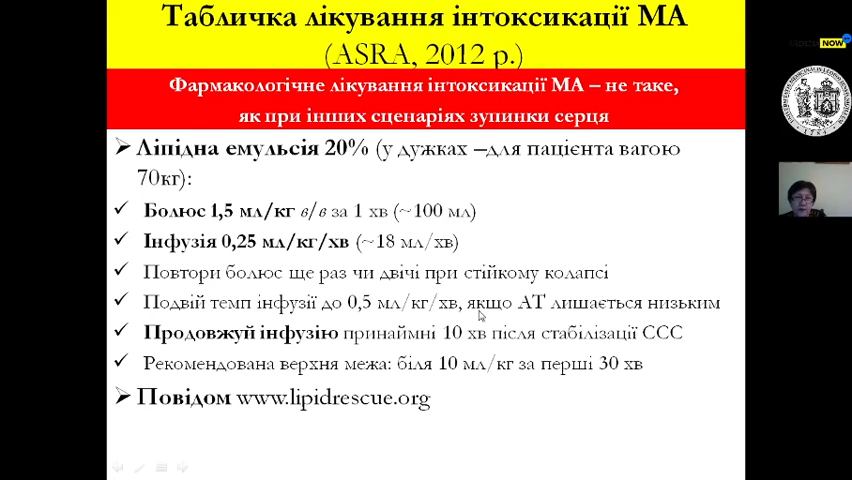 Табличка лікування інтоксикації МА
(ASRA, 2012 р.)
Фармакологічне лікування інтоксикації МА – не таке,
як при інших сценаріях зупинки серця
Ліпідна емульсія 20% (у дужках –для пацієнта вагою
70кг):
Болюс 1,5 мл/кг в/в за 1 хв (~100 мл)
Інфузія 0,25 мл/кг/хв (~18 мл/хв)
Повтори болюс ще раз чи двічі при стійкому колапсі
Подвій темп інфузії до 0,5 мл/кг/хв, якщо АТ лишається низьким
Продовжуй інфузію принаймні 10 хв після стабілізації ССС
Рекомендована верхня межа: біля 10 мл/кг за перші 30 хв
Повідом www.lipidrescue.org
NOW
1784